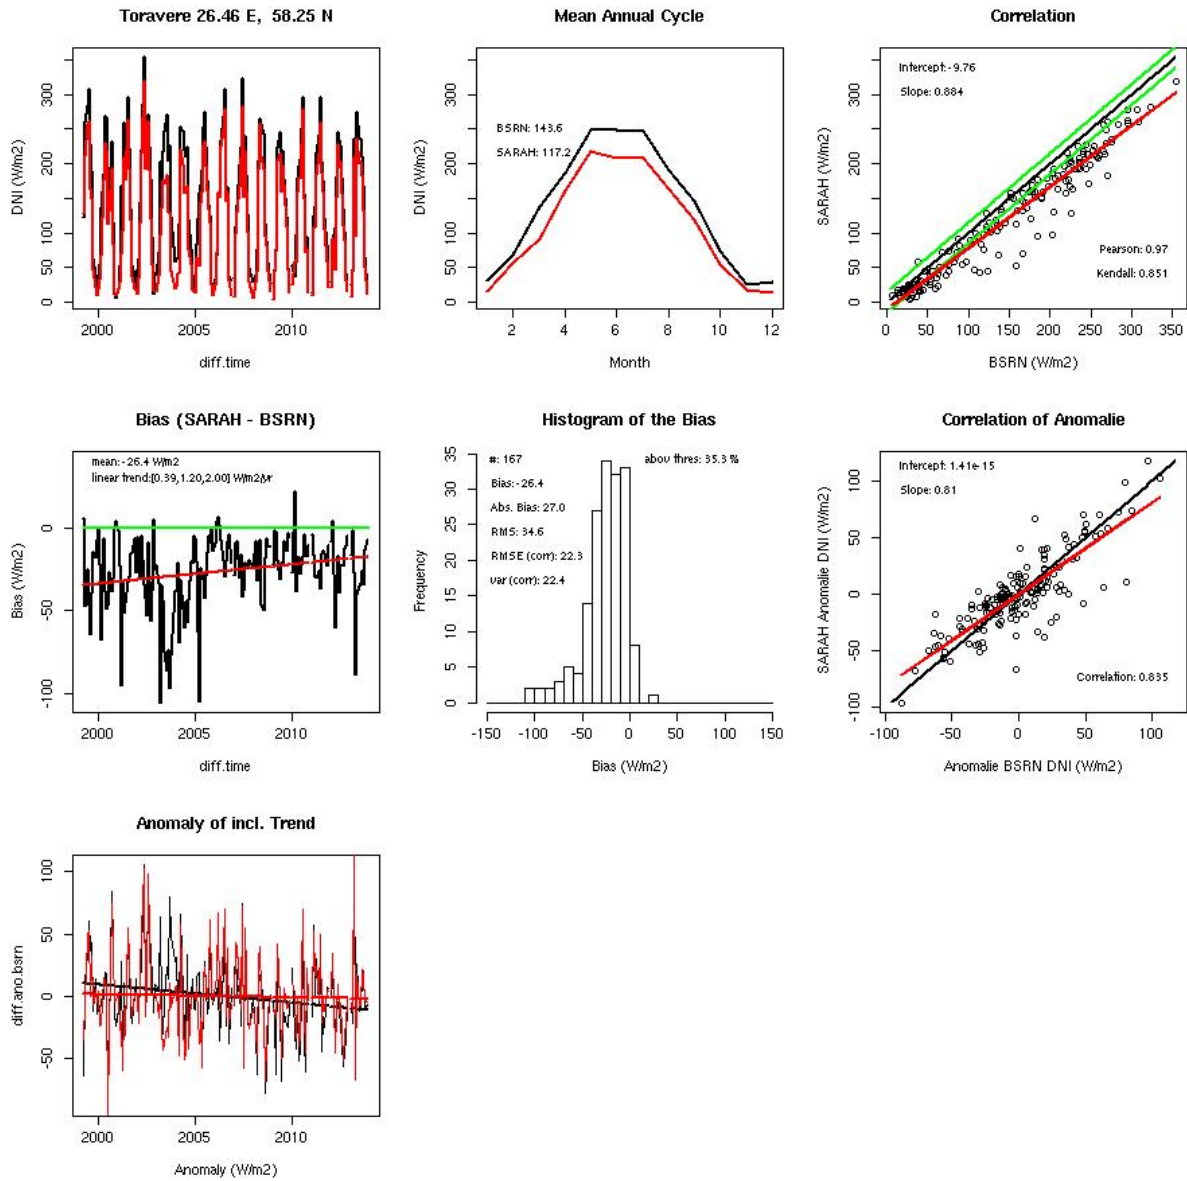 Toravere 26.46 E, 58.25 N
DNI (W/m2)
0 50 100 200 300
2000 2005 2010
diff.time
Mean Annual Cycle
BSRN: 143.6
SARAH: 117.2
DNI (W/m2)
0 50 100 200 300
2 4 6 8 10 12
Month
Correlation
Intercept: -9.76
Slope: 0.884
Pearson: 0.97
Kendall: 0.851
SARAH (W/m2)
0 50 100 200 300
0 50 100 150 200 250 300 350
BSRN (W/m2)
Bias (SARAH - BSRN)
mean: -26.4 W/m2
linear trend:[0.39,1.20,2.00] W/m2/yr
Bias (W/m2)
-100 -50 0
2000 2005 2010
diff.time
Histogram of the Bias
#: 167
abov thres: 35.3 %
Bias: -26.4
Abs. Bias: 27.0
RMS: 34.6
RMSE (corr): 22.3
var (corr): 22.4
Frequency
0 5 10 15 20 25 30 35
-150 -100 -50 0 50 100 150
Bias (W/m2)
Correlation of Anomalie
Intercept: 1.41e-15
Slope: 0.81
Correlation: 0.835
SARAH Anomalie DNI (W/m2)
-100 -50 0 50 100
-100 -50 0 50 100
Anomalie BSRN DNI (W/m2)
Anomaly of incl. Trend
diff.ano.bsrn
-50 0 50 100
2000 2005 2010
Anomaly (W/m2)